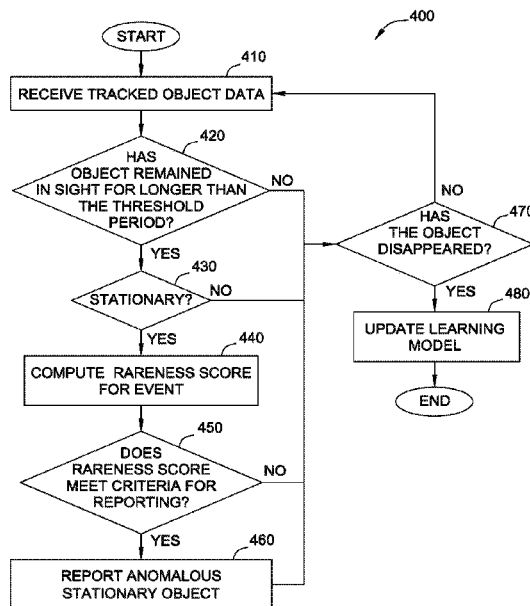 START
400
410
RECEIVE TRACKED OBJECT DATA
420
HAS
OBJECT REMAINED
IN SIGHT FOR LONGER THAN
THE THRESHOLD
PERIOD?
NO
YES
430
STATIONARY?
NO
YES
440
COMPUTE RARENESS SCORE
FOR EVENT
450
DOES
RARENESS SCORE
MEET CRITERIA FOR
REPORTING?
NO
YES
460
REPORT ANOMALOUS
STATIONARY OBJECT
NO
470
HAS
THE OBJECT
DISAPPEARED?
YES
480
UPDATE LEARNING
MODEL
END